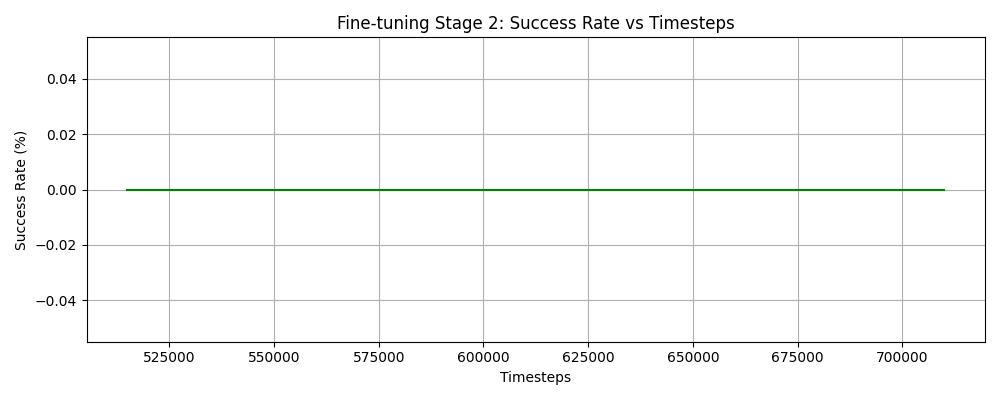 Fine-tuning Stage 2: Success Rate vs Timesteps
Success Rate (%)
0.04
0.02
0.00
−0.02
−0.04
525000 550000 575000 600000 625000 650000 675000 700000
Timesteps